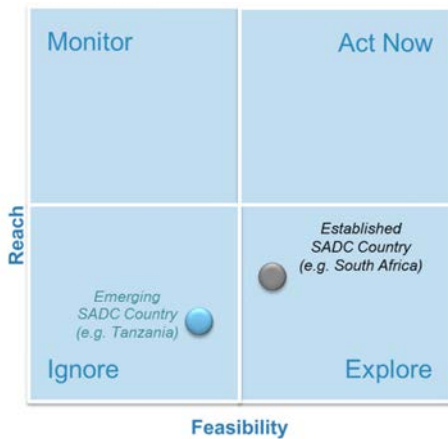 Monitor
Act Now
Reach
Established
SADC Country
(e.g. South Africa)
Emerging
SADC Country
(e.g. Tanzania)
Ignore
Explore
Feasibility